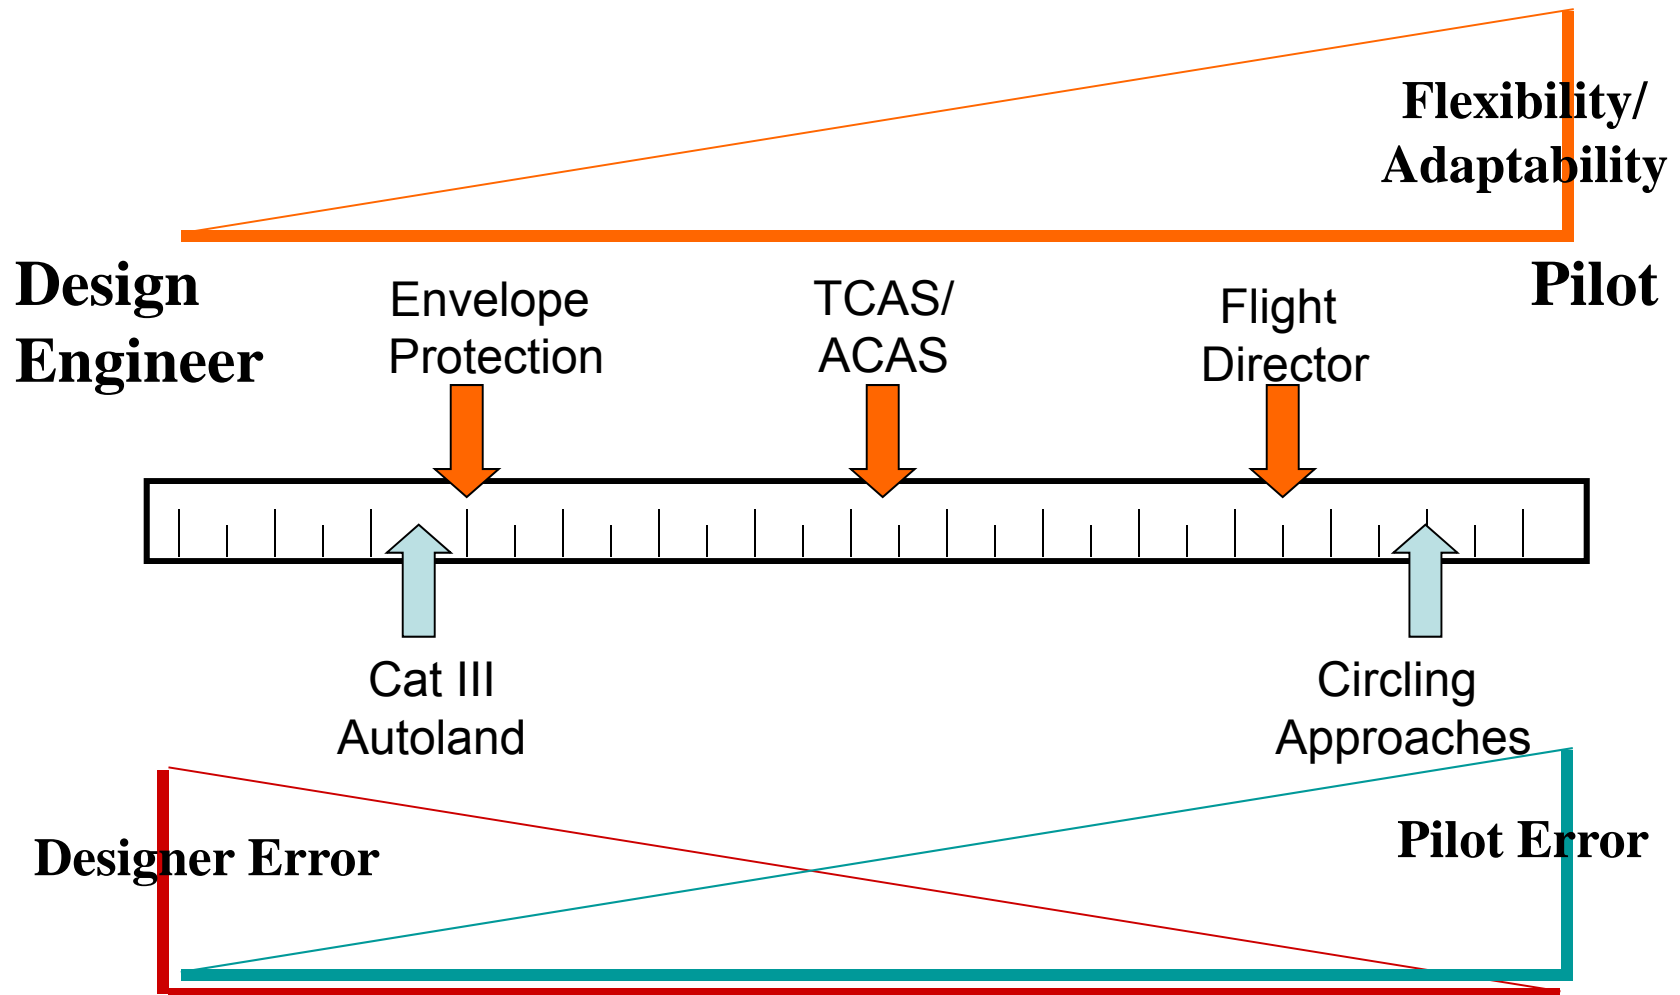 Flexibility/
Adaptability
Design
Engineer
Envelope
Protection
TCAS/
ACAS
Flight
Director
Pilot
Cat III
Autoland
Circling
Approaches
Designer Error
Pilot Error